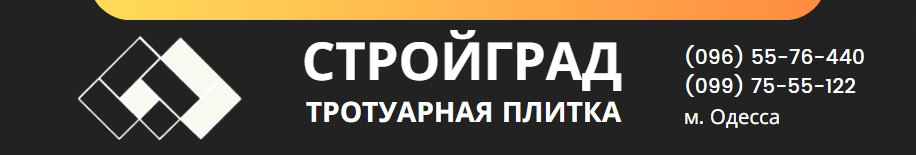 СТРОЙГРАД
ТРОТУАРНАЯ ПЛИТКА
(096) 55-76-440
(099) 75-55-122
м. Одесса